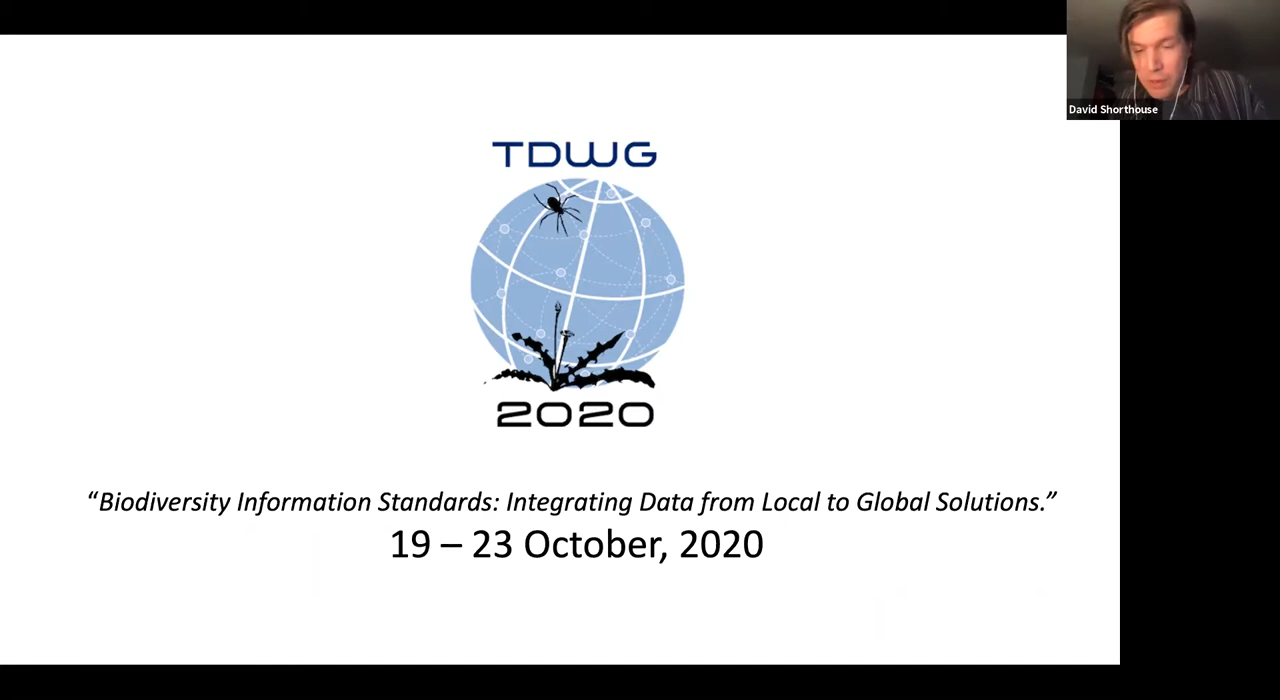 David Shorthouse
TDWG
2020
“Biodiversity Information Standards: Integrating Data from Local to Global Solutions.”
19 – 23 October, 2020